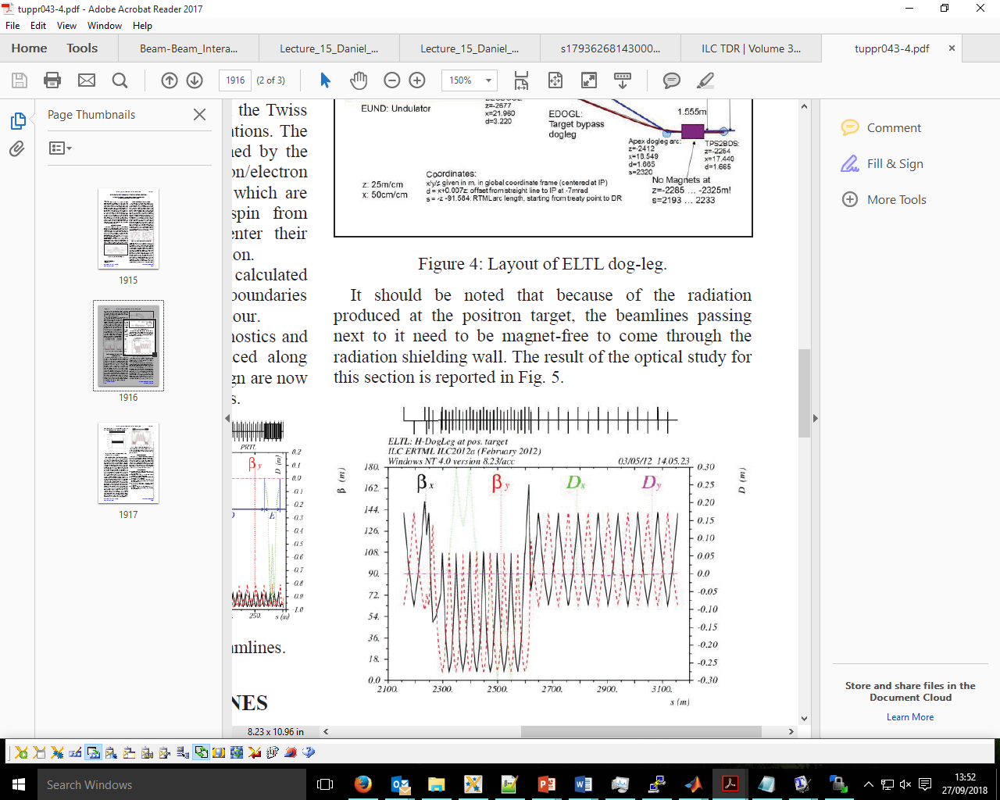 tuppr043-4.pdf - Adobe Acrobat Reader 2017
File Edit View Window Help
Home Tools Beam-Beam_Intera... Lecture_15_Daniel_... Lecture_15_Daniel_... s17936268143000... ILC TDR | Volume 3... tuppr043-4.pdf
1916 (2 of 3) 150%
Page Thumbnails
1915
1916
1917
the Twiss
tions. The
ed by the
on/electron
which are
spin from
nter their
on.
calculated
boundaries
our.
nostics and
ced along
gn are now
s.
PRTL
β y
D [m]
0.2
0.1
0.0
-0.1
-0.2
-0.3
-0.4
-0.5
-0.6
-0.7
-0.8
-0.9
-1.0
E
250.
s (m)
mlines.
NES
8.23 x 10.96 in
EUND: Undulator
z=-2677
x=21.960
d=3.220
EDOGL:
Target bypass
dogleg
1.555m
Apex dogleg arc:
z=-2412
x=18.549
d=1.665
s=2320
TPS2BDS:
z=-2254
x=17.440
d=1.665
No Magnets at
z=-2285 ... -2325m!
s=2193 ... 2233
z: 25m/cm
x: 50cm/cm
Coordinates:
x/y/z given in m, in global coordinate frame (centered at IP)
d = x+0.007z: offset from straight line to IP at -7mrad
s = -z -91.584: RTML arc length, starting from treaty point to DR
Figure 4: Layout of ELTL dog-leg.
It should be noted that because of the radiation
produced at the positron target, the beamlines passing
next to it need to be magnet-free to come through the
radiation shielding wall. The result of the optical study for
this section is reported in Fig. 5.
ELTL: H-DogLeg at pos. target
ILC ERTML ILC2012a (February 2012)
Windows NT 4.0 version 8.23/acc 03/05/12 14.05.23
β (m)
180.
162.
144.
126.
108.
90.
72.
54.
36.
18.
0.0
β x β y D x D y
0.30
0.25
0.20
0.15
0.10
0.05
0.0
-0.05
-0.10
-0.15
-0.20
-0.25
-0.30
D (m)
2100. 2300. 2500. 2700. 2900. 3100.
s (m)
Comment
Fill & Sign
More Tools
Store and share files in the
Document Cloud
Learn More
Search Windows
13:52
27/09/2018